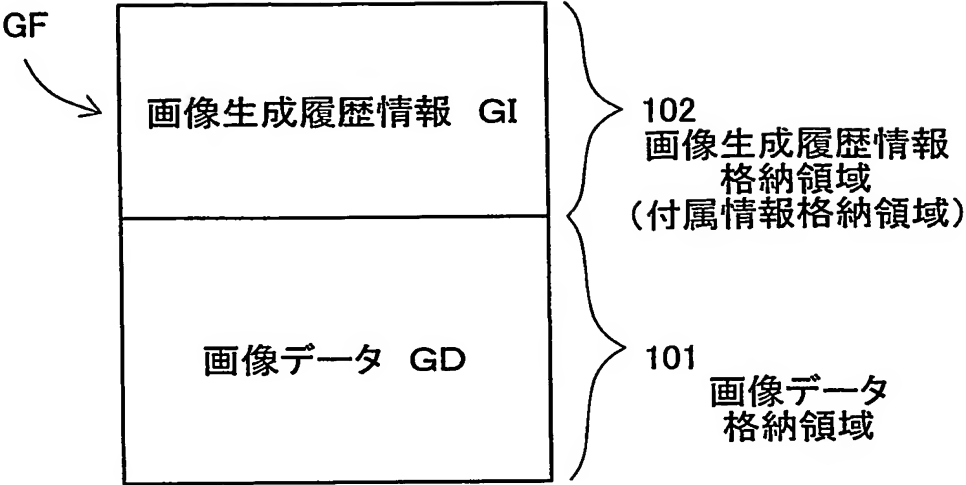 GF
画像生成履歴情報 GI
102
画像生成履歴情報
格納領域
(付属情報格納領域)
画像データ GD
101
画像データ
格納領域